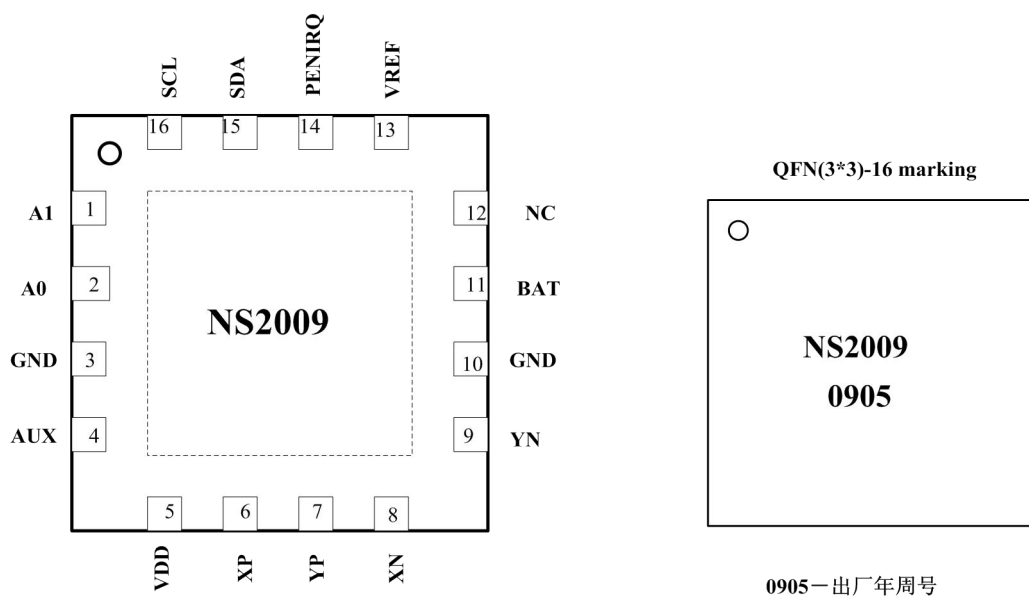 SCL
SDA
PENIRQ
VREF
16
15
14
13
QFN(3*3)-16 marking
A1
1
12
NC
A0
2
11
BAT
NS2009
GND
3
10
GND
AUX
4
9
YN
5
6
7
8
VDD
XP
YP
XN
NS2009
0905
0905－出厂年周号